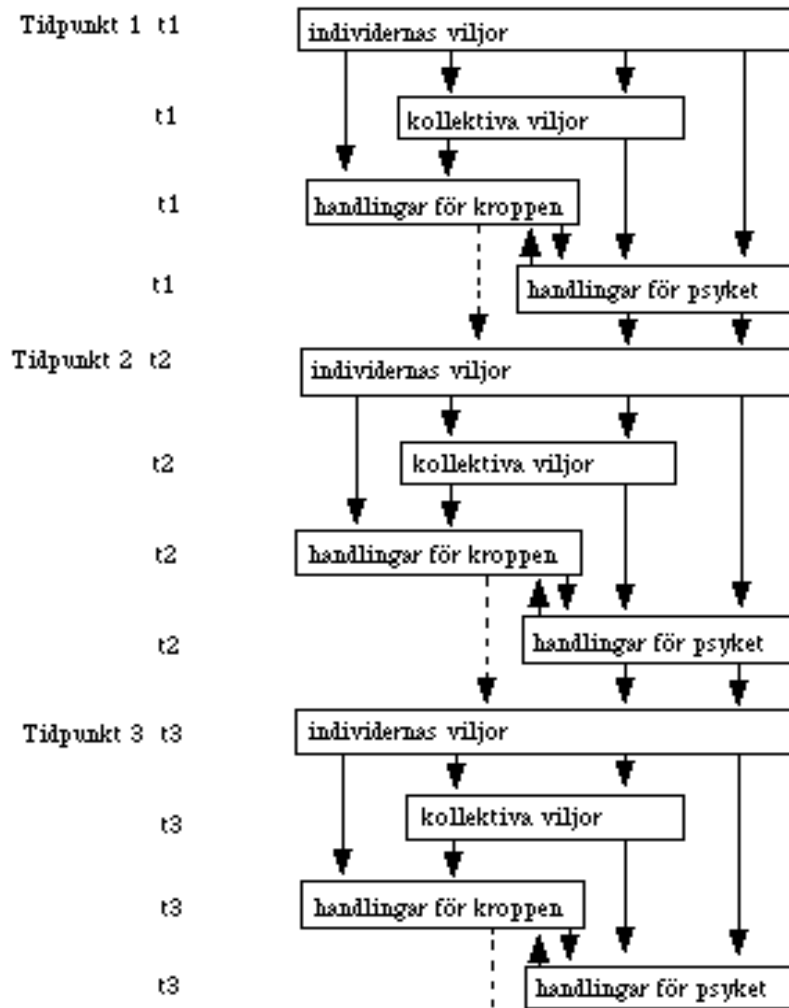 Tidpunkt 1 t1 individernas viljor
t1 kollektiva viljor
t1 handlingar för kroppen
t1 handlingar för psyket
Tidpunkt 2 t2 individernas viljor
t2 kollektiva viljor
t2 handlingar för kroppen
t2 handlingar för psyket
Tidpunkt 3 t3 individernas viljor
t3 kollektiva viljor
t3 handlingar för kroppen
t3 handlingar för psyket